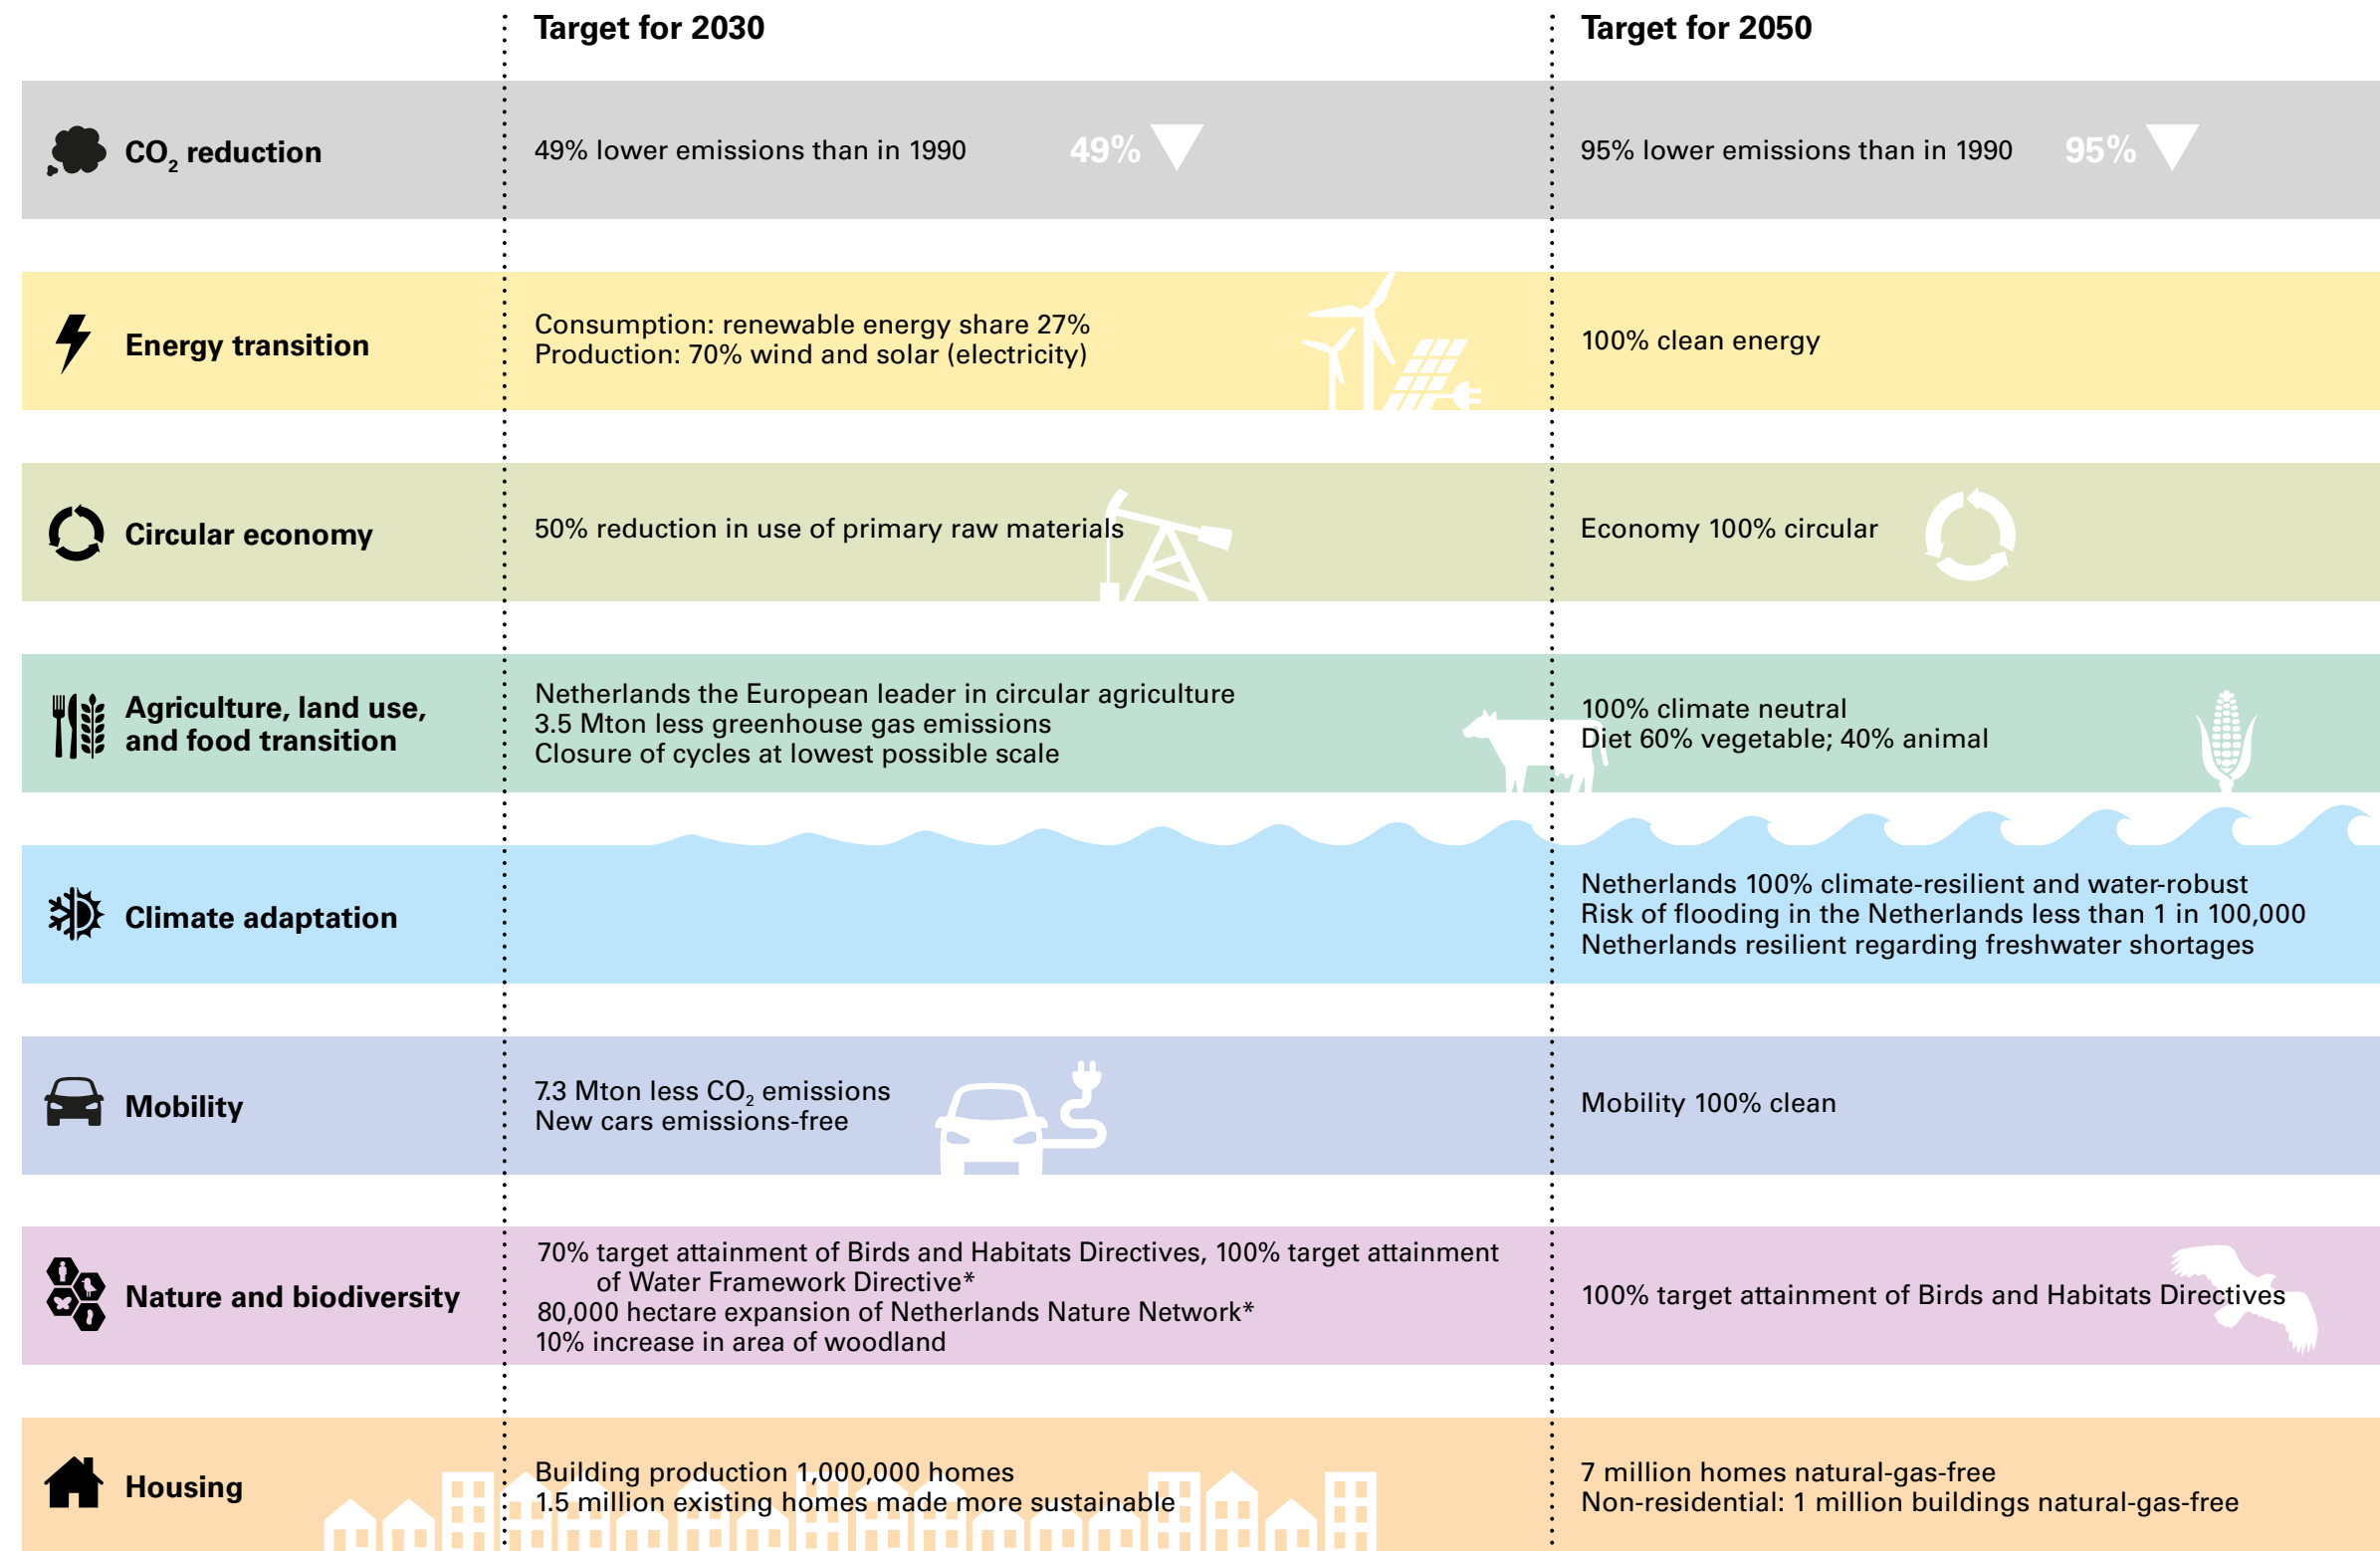 Target for 2030
Target for 2050
CO₂ reduction
49% lower emissions than in 1990
49%
95% lower emissions than in 1990
95%
Energy transition
Consumption: renewable energy share 27%
Production: 70% wind and solar (electricity)
100% clean energy
Circular economy
50% reduction in use of primary raw materials
Economy 100% circular
Agriculture, land use,
and food transition
Netherlands the European leader in circular agriculture
3.5 Mton less greenhouse gas emissions
Closure of cycles at lowest possible scale
100% climate neutral
Diet 60% vegetable; 40% animal
Climate adaptation
Netherlands 100% climate-resilient and water-robust
Risk of flooding in the Netherlands less than 1 in 100,000
Netherlands resilient regarding freshwater shortages
Mobility
7.3 Mton less CO₂ emissions
New cars emissions-free
Mobility 100% clean
Nature and biodiversity
70% target attainment of Birds and Habitats Directives, 100% target attainment
of Water Framework Directive*
80,000 hectare expansion of Netherlands Nature Network*
10% increase in area of woodland
100% target attainment of Birds and Habitats Directives
Housing
Building production 1,000,000 homes
1.5 million existing homes made more sustainable
7 million homes natural-gas-free
Non-residential: 1 million buildings natural-gas-free